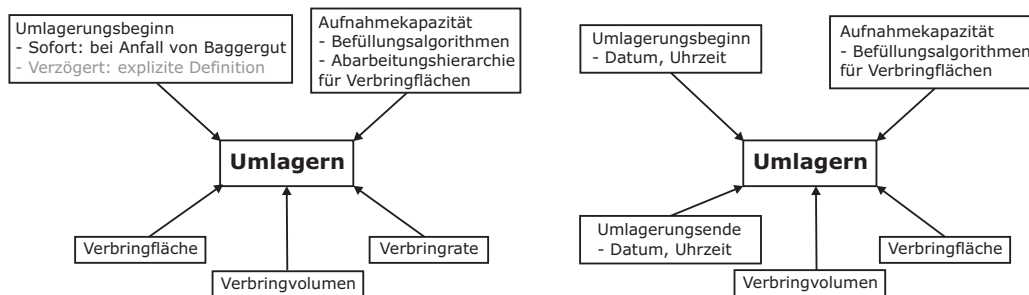 Umlagerungsbeginn
- Sofort: bei Anfall von Baggergut
- Verzögert: explizite Definition
Aufnahmekapazität
- Befüllungsalgorithmen
- Abarbeitungshierarchie
für Verbringflächen
Umlagern
Verbringfläche
Verbringrate
Verbringvolumen
Umlagerungsbeginn
- Datum, Uhrzeit
Aufnahmekapazität
- Befüllungsalgorithmen
für Verbringflächen
Umlagern
Umlagerungsende
- Datum, Uhrzeit
Verbringfläche
Verbringvolumen